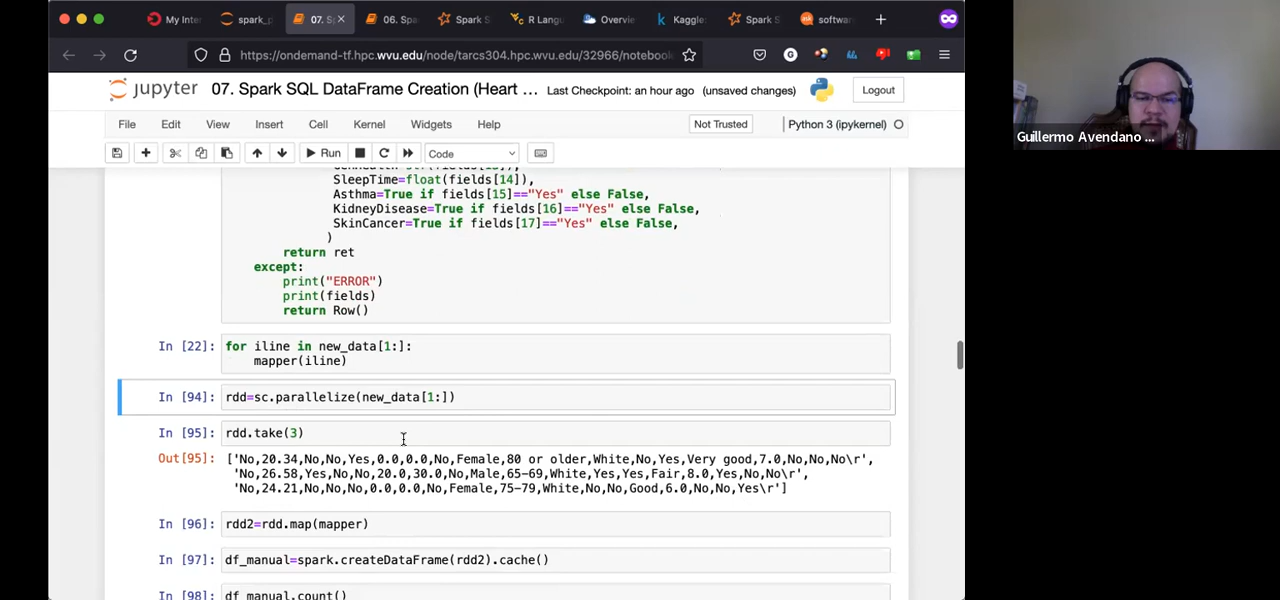 My Inte
spark_p
07. S
06. Spa
Spark S
R Langu
Overvie
Kaggle:
Spark S
softwar
https://ondemand-tf.hpc.wvu.edu/node/tarcs304.hpc.wvu.edu/32966/notebook
jupyter 07. Spark SQL DataFrame Creation (Heart ... Last Checkpoint: an hour ago (unsaved changes) Logout
File Edit View Insert Cell Kernel Widgets Help Not Trusted Python 3 (ipykernel)
Run Code
SleepTime=float(fields[14]),
Asthma=True if fields[15]=="Yes" else False,
KidneyDisease=True if fields[16]=="Yes" else False,
SkinCancer=True if fields[17]=="Yes" else False,
)
return ret
except:
print("ERROR")
print(fields)
return Row()
In [22]: for iline in new_data[1:]:
mapper(iline)
In [94]: rdd=sc.parallelize(new_data[1:])
In [95]: rdd.take(3)
Out[95]: ['No,20.34,No,No,Yes,0.0,0.0,No,Female,80 or older,White,No,Yes,Very good,7.0,No,No,No\r',
'No,26.58,Yes,No,No,20.0,30.0,No,Male,65-69,White,Yes,Yes,Fair,8.0,Yes,No,No\r',
'No,24.21,No,No,No,0.0,0.0,No,Female,75-79,White,No,No,Good,6.0,No,No,Yes\r']
In [96]: rdd2=rdd.map(mapper)
In [97]: df_manual=spark.createDataFrame(rdd2).cache()
In [98]: df_manual.count()
Guillermo Avendano ...